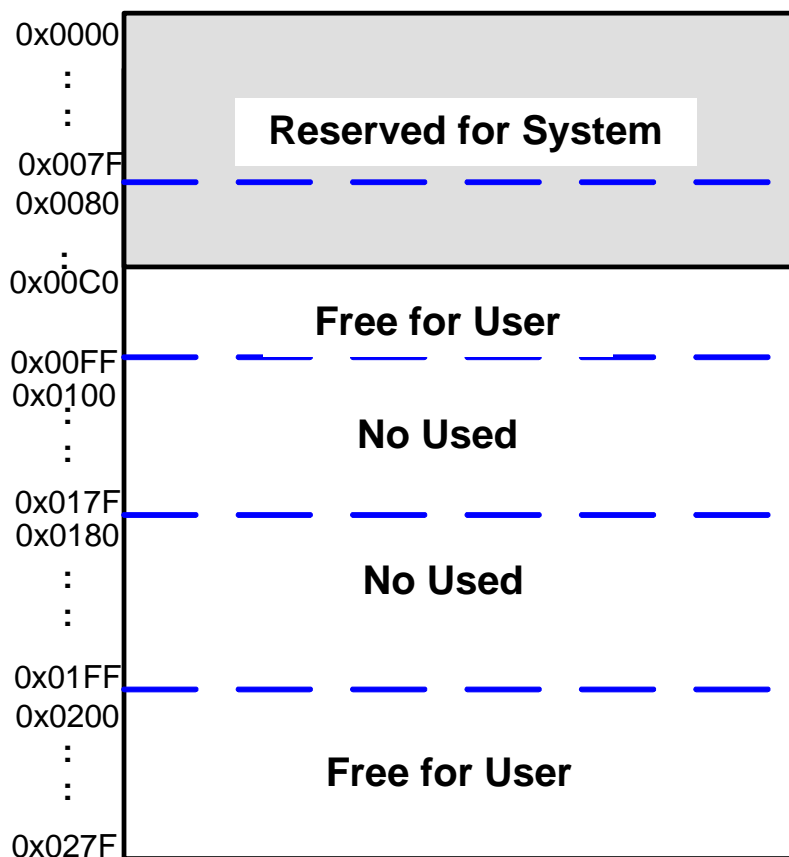 0x0000
:
:
Reserved for System
0x007F
0x0080
:
0x00C0
Free for User
0x00FF
0x0100
:
:
No Used
0x017F
0x0180
:
:
No Used
0x01FF
0x0200
:
:
Free for User
0x027F